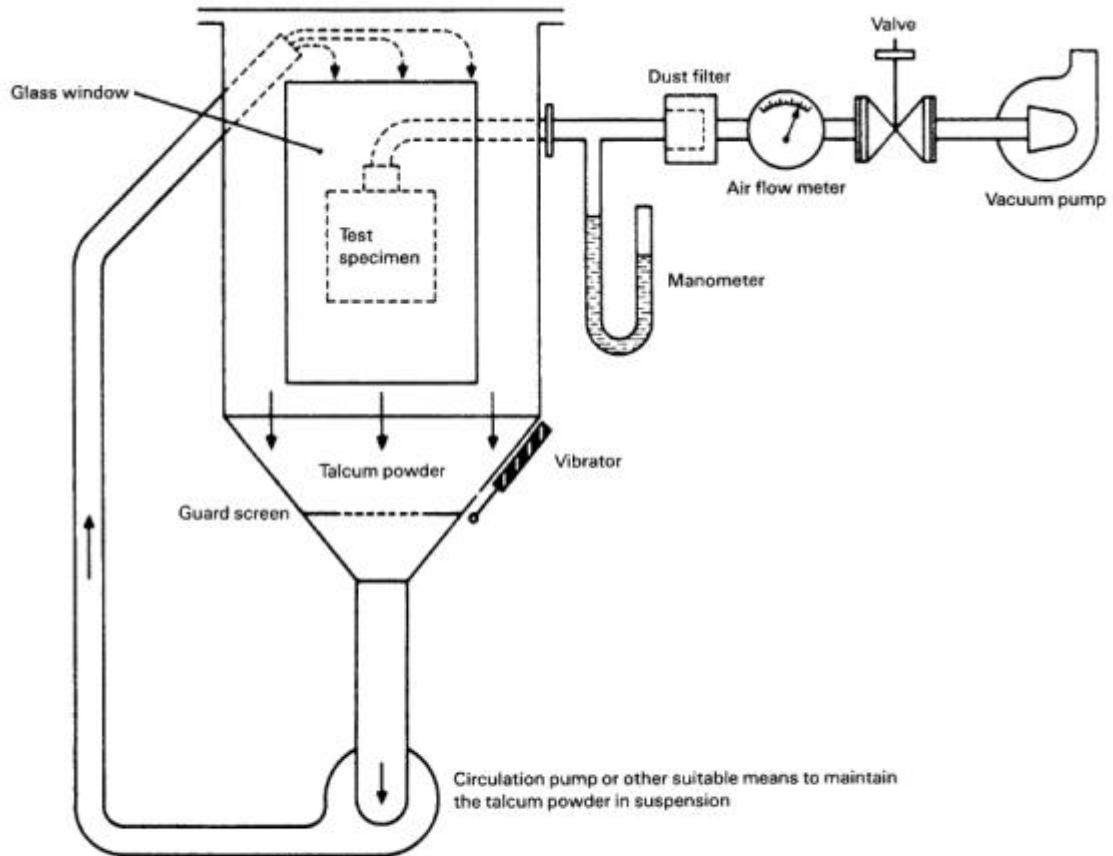 Valve
Dust filter
Glass window
Air flow meter
Vacuum pump
Test
specimen
Manometer
Talcum powder
Vibrator
Guard screen
Circulation pump or other suitable means to maintain
the talcum powder in suspension